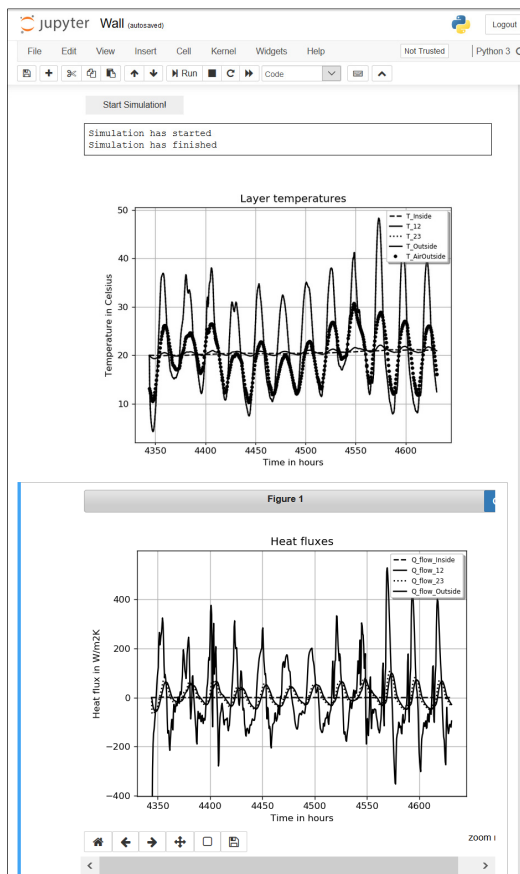 jupyter Wall (autosaved) Logout
File Edit View Insert Cell Kernel Widgets Help Not Trusted Python 3
Run Code
Start Simulation!
Simulation has started
Simulation has finished
Layer temperatures
T_Inside
T_12
T_23
T_Outside
T_AirOutside
50
40
30
20
10
Temperature in Celsius
4350 4400 4450 4500 4550 4600
Time in hours
Figure 1
Heat fluxes
Q_flow_Inside
Q_flow_12
Q_flow_23
Q_flow_Outside
400
200
0
−200
−400
Heat flux in W/m2K
4350 4400 4450 4500 4550 4600
Time in hours
zoom